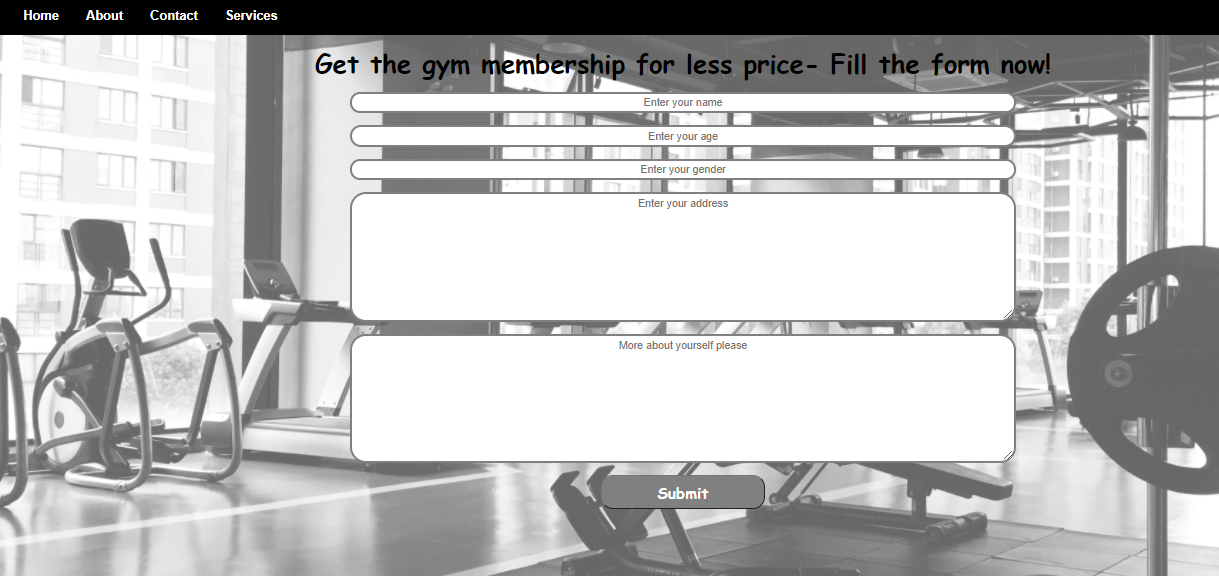 Home About Contact Services
Get the gym membership for less price- Fill the form now!
Enter your name
Enter your age
Enter your gender
Enter your address
More about yourself please
Submit